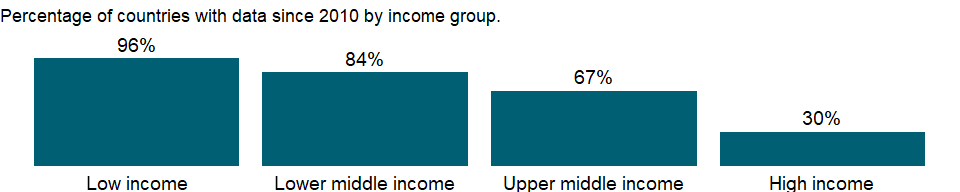 Percentage of countries with data since 2010 by income group.
96%
84%
67%
30%
Low income
Lower middle income
Upper middle income
High income